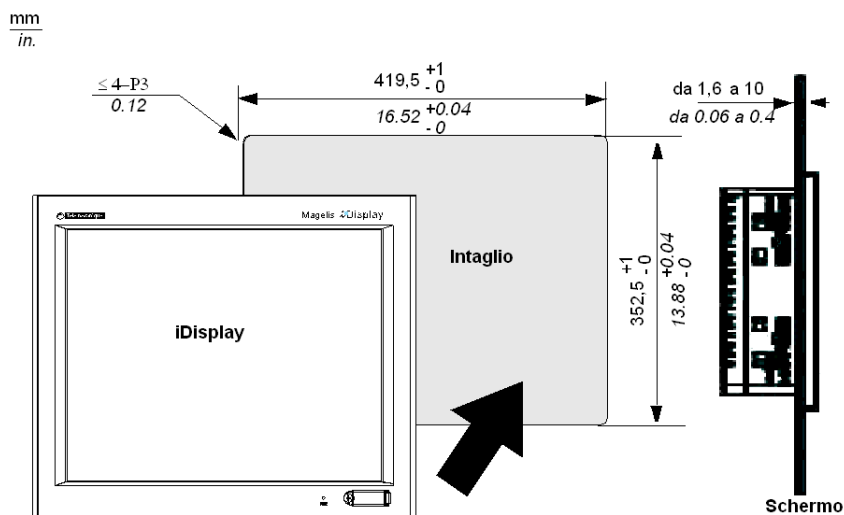 mm
in.
≤ 4–P3
0.12
419,5 +1 - 0
16.52 +0.04 - 0
da 1,6 a 10
da 0.06 a 0.4
Magelis iDisplay
Intaglio
352,5 +1 - 0
13.88 +0.04 - 0
iDisplay
Schermo